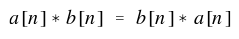 a[n] * b[n] = b[n] * a[n]